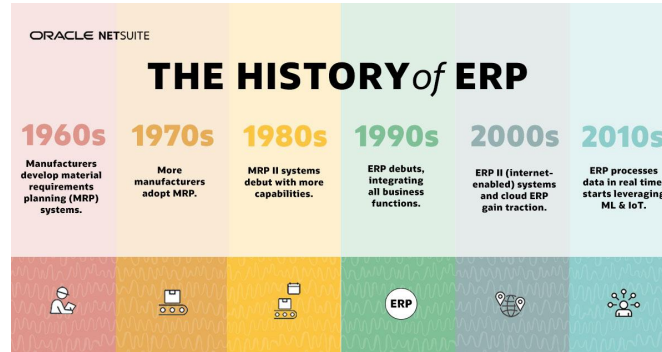 ORACLE NETSUITE
THE HISTORY of ERP
1960s
Manufacturers
develop material
requirements
planning (MRP)
systems.
1970s
More
manufacturers
adopt MRP.
1980s
MRP II systems
debut with more
capabilities.
1990s
ERP debuts,
integrating
all business
functions.
2000s
ERP II (internet-
enabled) systems
and cloud ERP
gain traction.
2010s
ERP processes
data in real time
starts leveraging
ML & IoT.
ERP